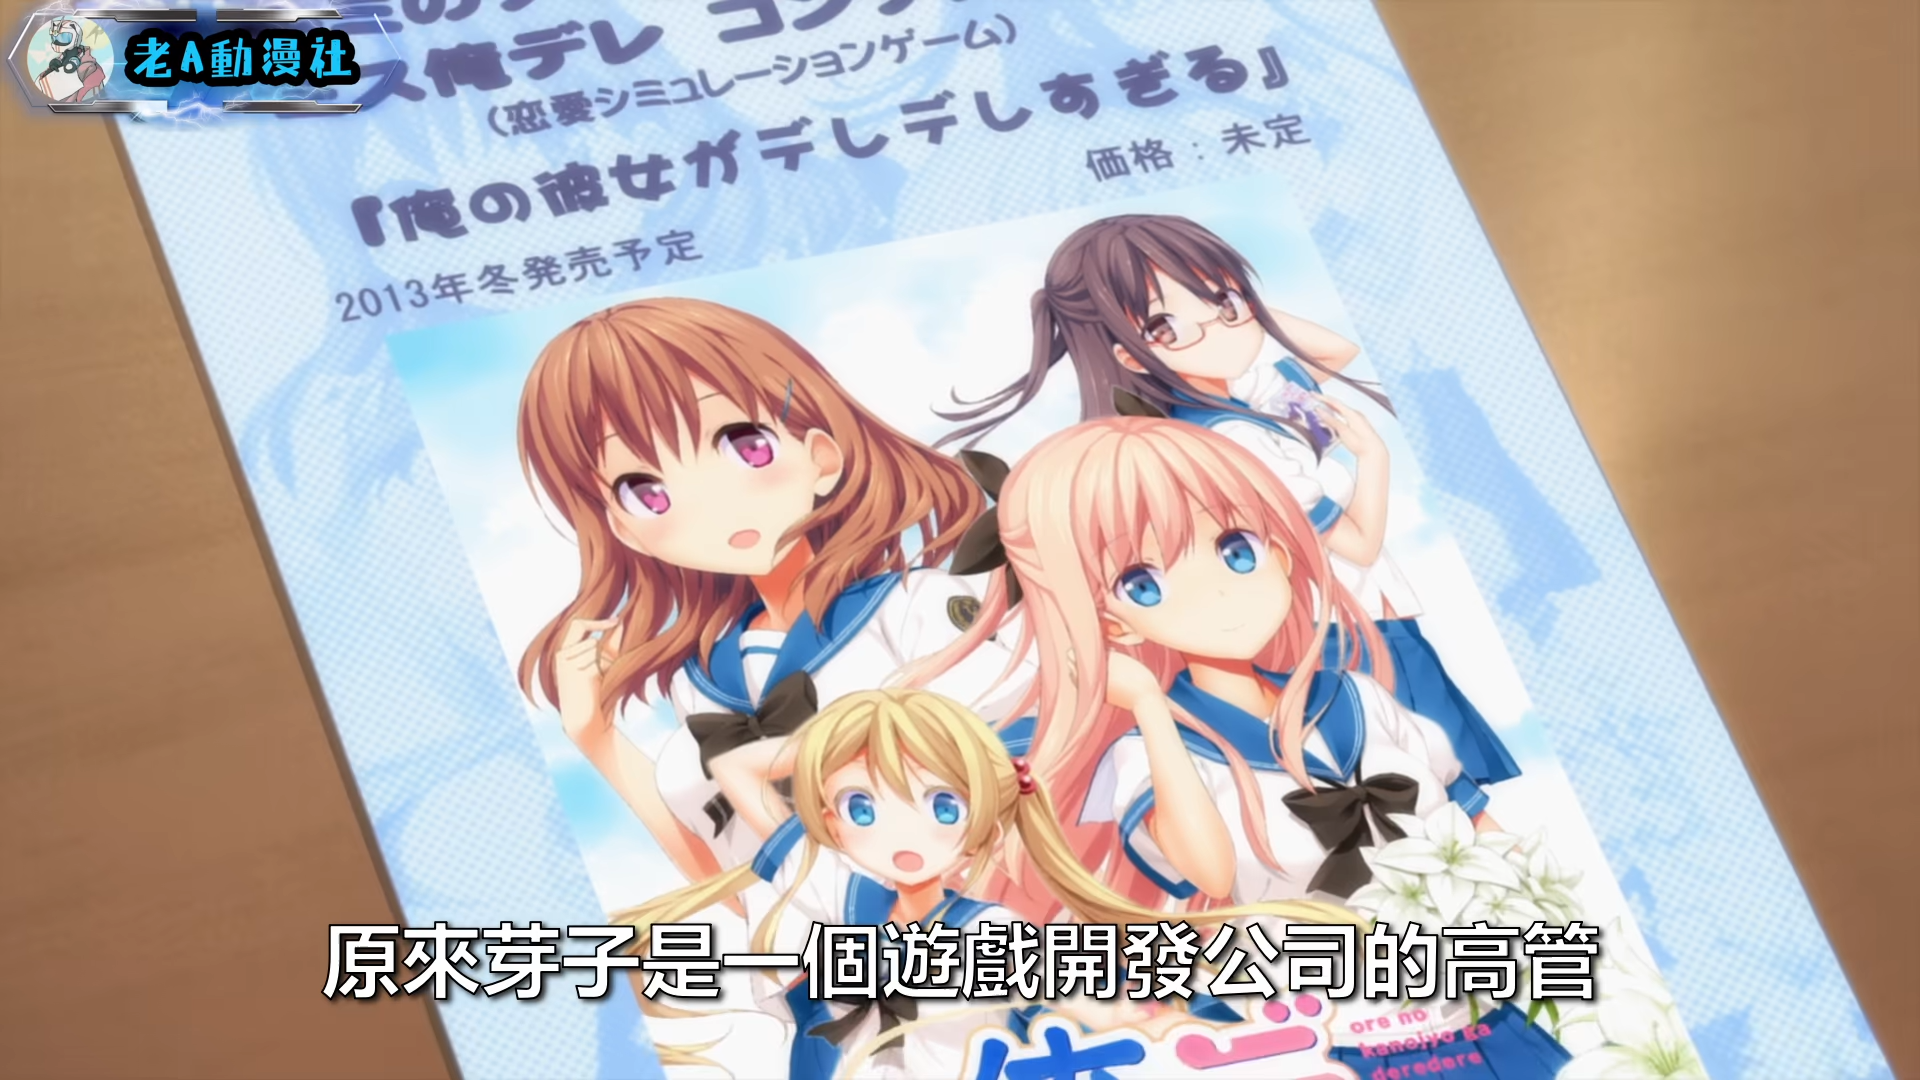 老A動漫社
ス俺デレ コンプ
（恋愛シミュレーションゲーム）
『俺の彼女がデレデレしすぎる』
価格：未定
2013年冬発売予定
原來芽子是一個遊戲開發公司的高管
ore no
kanojyo ga
deredere